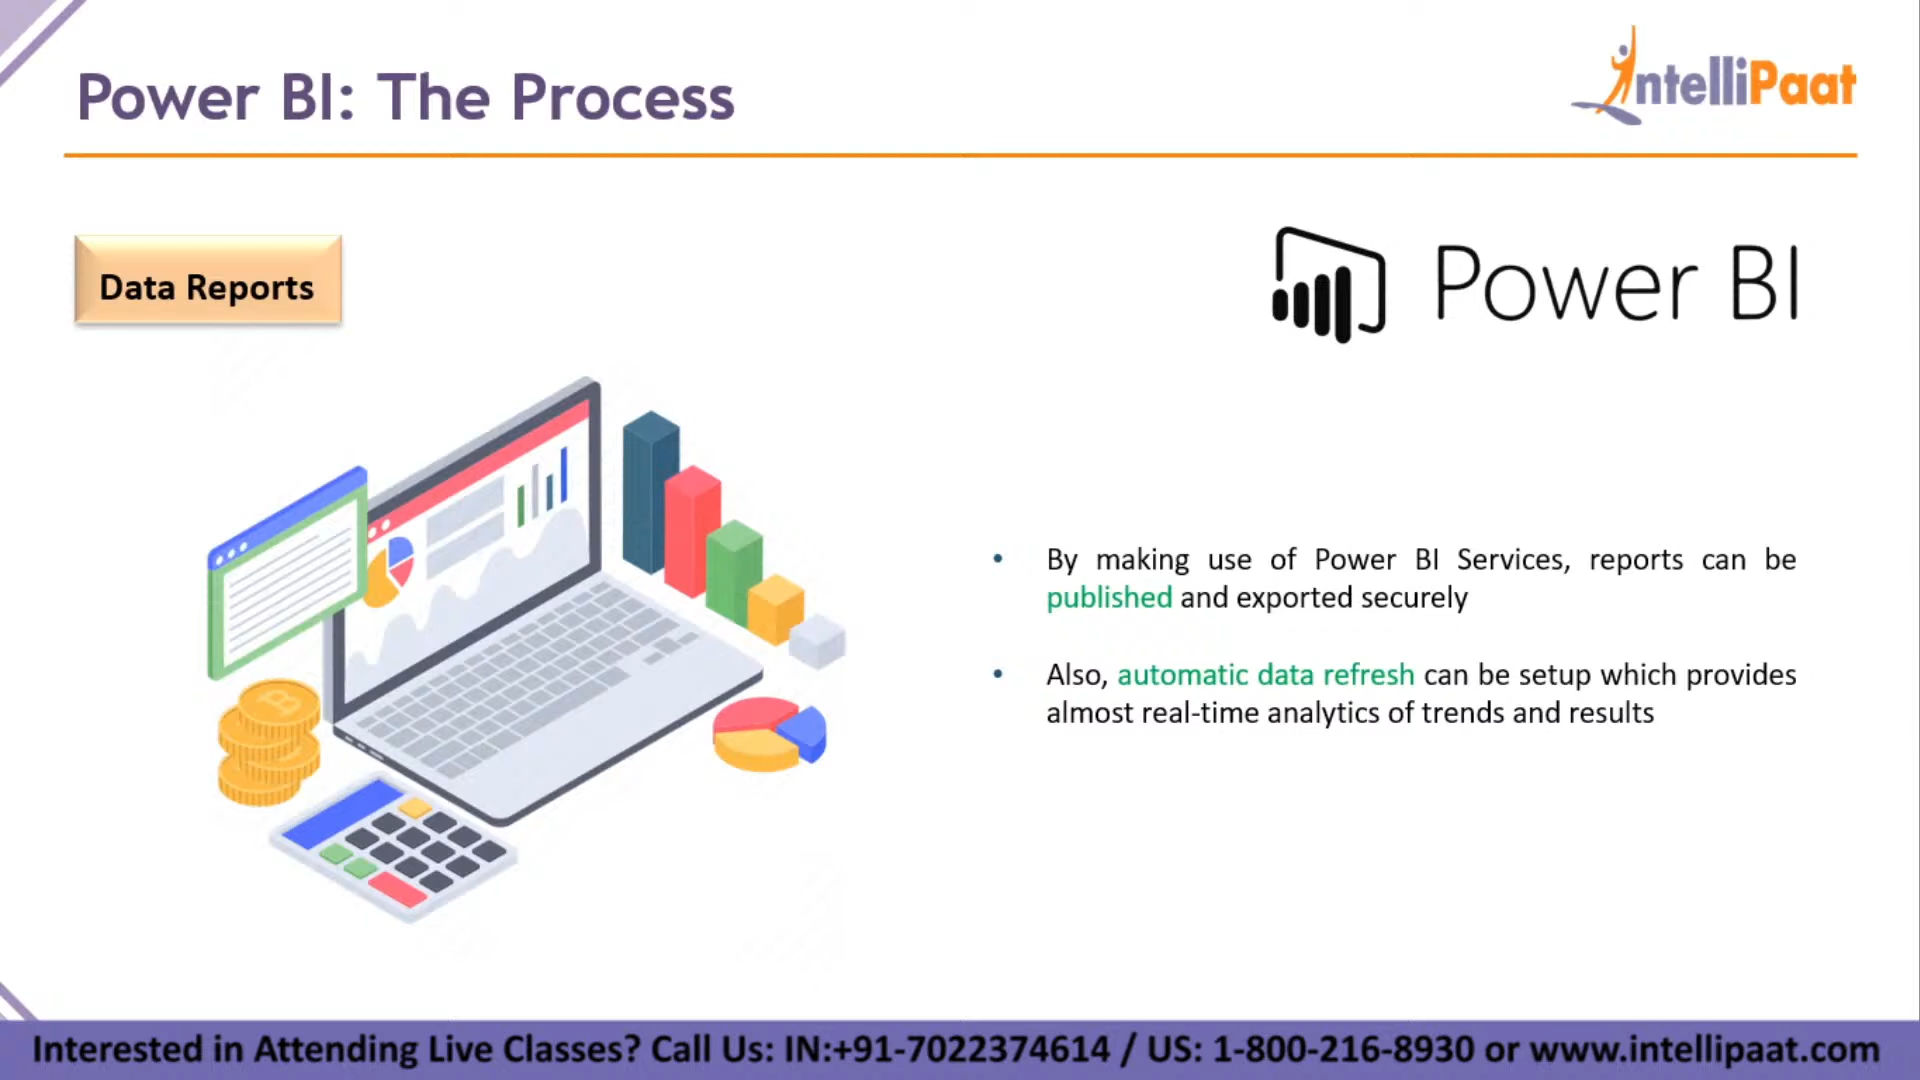 Power BI: The Process
IntelliPaat
Data Reports
Power BI
• By making use of Power BI Services, reports can be
published and exported securely
• Also, automatic data refresh can be setup which provides
almost real-time analytics of trends and results
Interested in Attending Live Classes? Call Us: IN:+91-7022374614 / US: 1-800-216-8930 or www.intellipaat.com